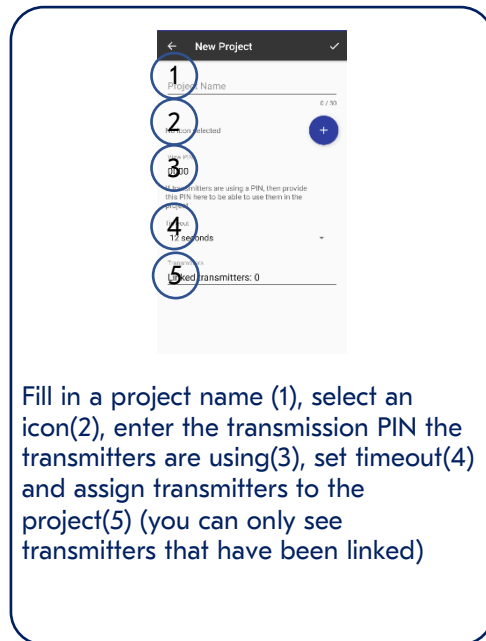 New Project
1
Project Name
0 / 30
2
No icon selected
+
3
0000
If transmitters are using a PIN, then provide
this PIN here to be able to use them in the
project
4
Timeout
12 seconds
Transmitters
5
Linked transmitters: 0
Fill in a project name (1), select an
icon(2), enter the transmission PIN the
transmitters are using(3), set timeout(4)
and assign transmitters to the
project(5) (you can only see
transmitters that have been linked)